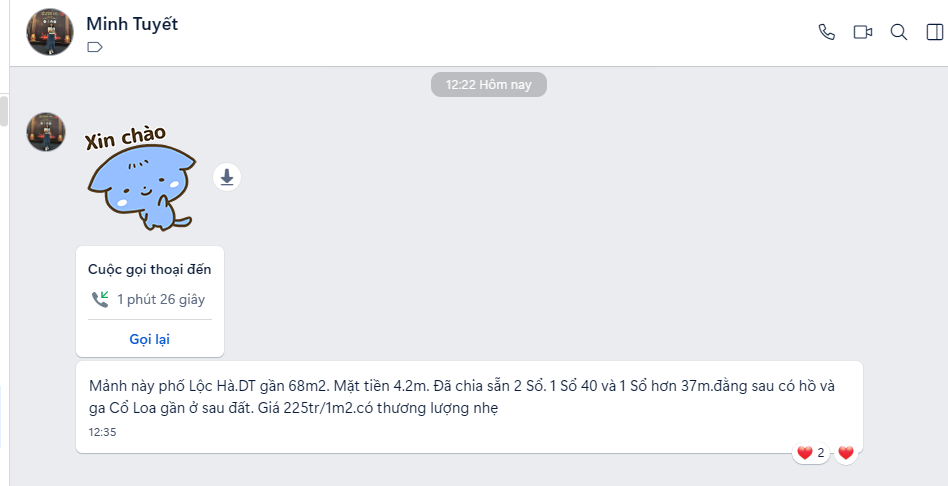 Minh Tuyết
12:22 Hôm nay
Xin chào
Cuộc gọi thoại đến
1 phút 26 giây
Gọi lại
Mảnh này phố Lộc Hà.DT gần 68m2. Mặt tiền 4.2m. Đã chia sẵn 2 Sổ. 1 Sổ 40 và 1 Sổ hơn 37m.đằng sau có hồ và
ga Cổ Loa gần ở sau đất. Giá 225tr/1m2.có thương lượng nhẹ
12:35
2